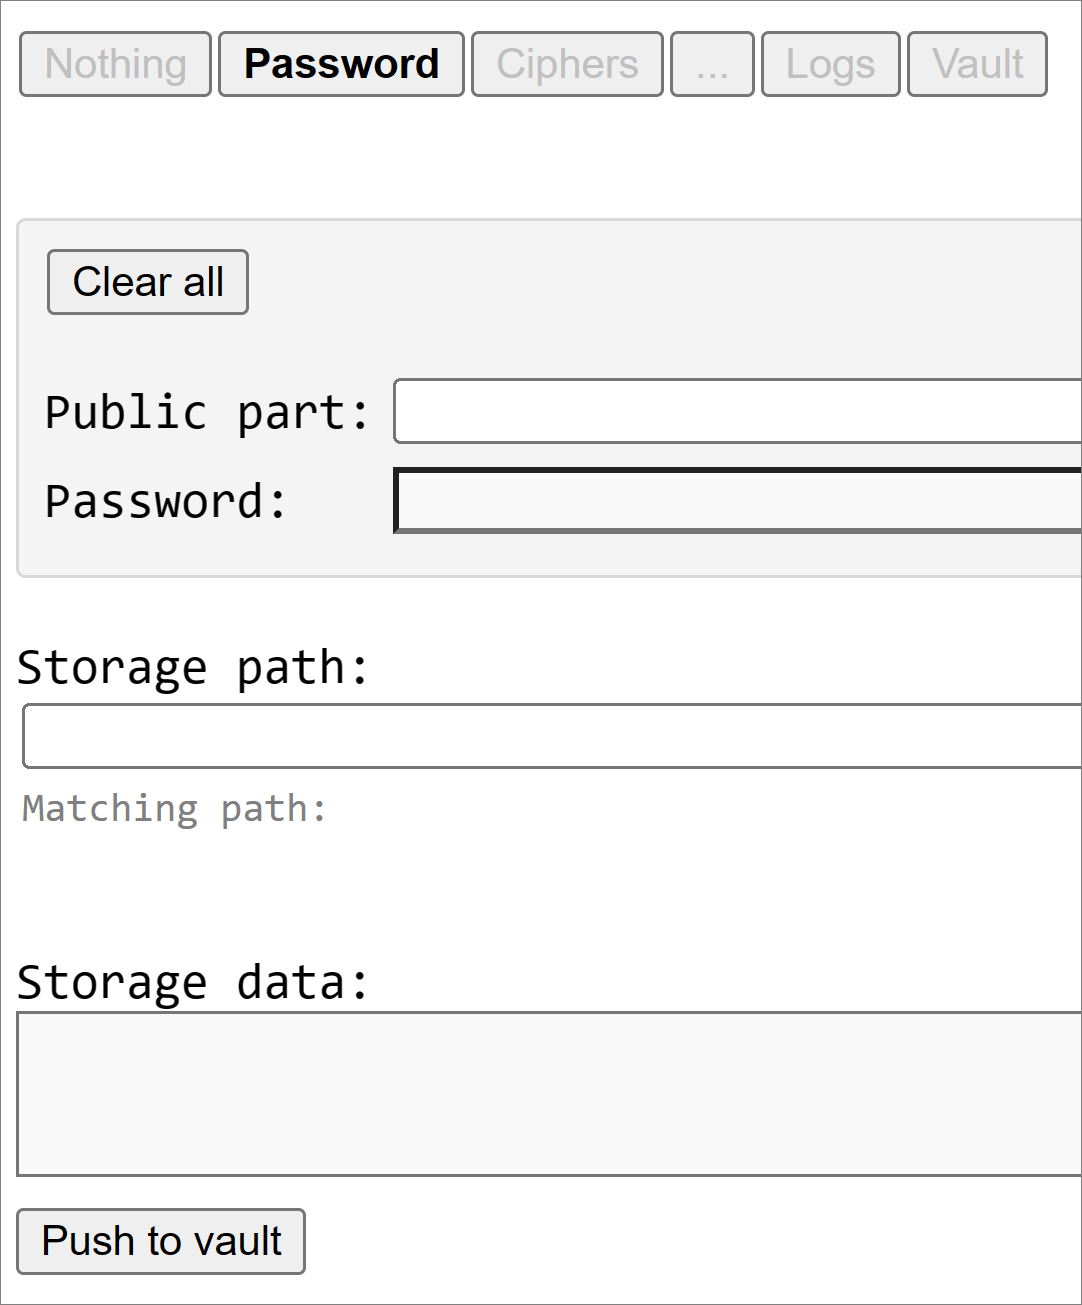 Nothing Password Ciphers ... Logs Vault
Clear all
Public part:
Password:
Storage path:
Matching path:
Storage data:
Push to vault